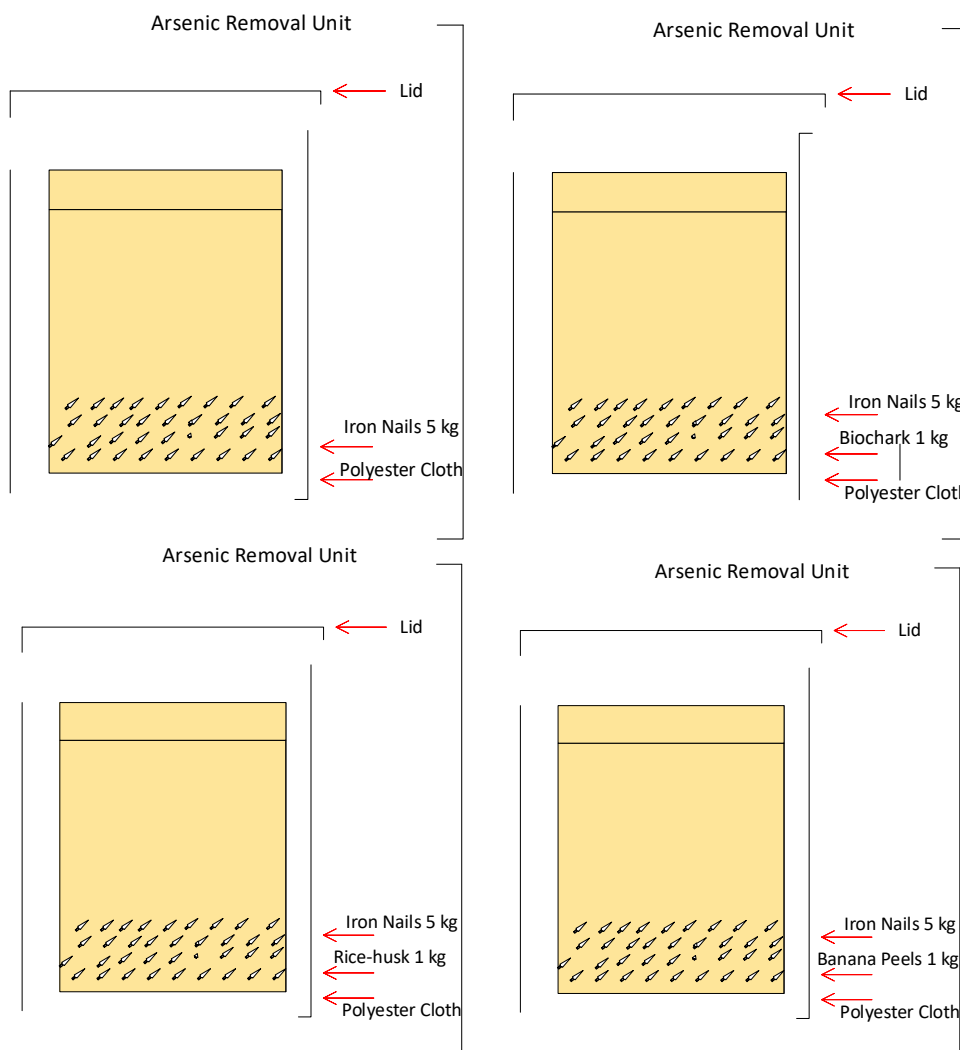 Arsenic Removal Unit
Lid
Iron Nails 5 kg
Polyester Cloth
Arsenic Removal Unit
Lid
Iron Nails 5 kg
Biochark 1 kg
Polyester Cloth
Arsenic Removal Unit
Lid
Iron Nails 5 kg
Rice-husk 1 kg
Polyester Cloth
Arsenic Removal Unit
Lid
Iron Nails 5 kg
Banana Peels 1 kg
Polyester Cloth